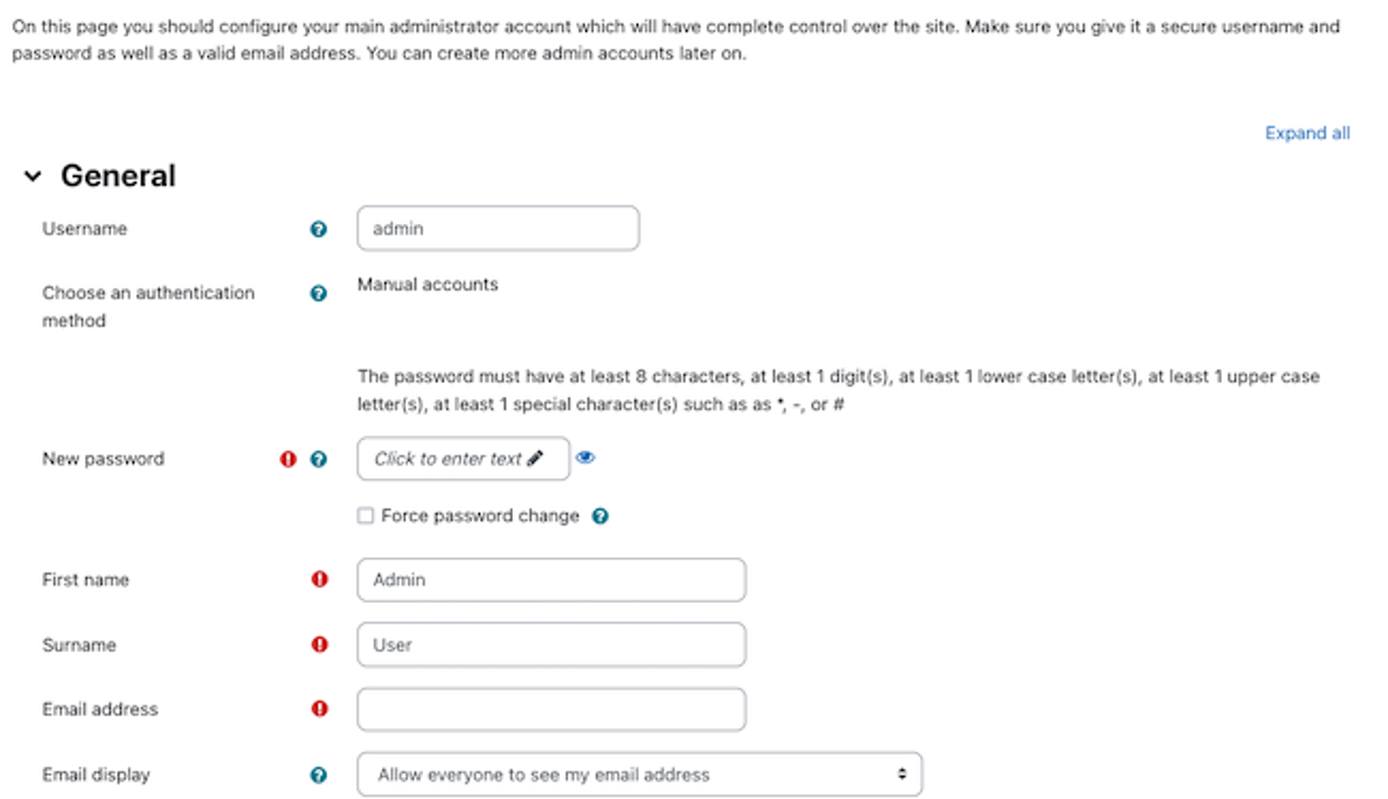 On this page you should configure your main administrator account which will have complete control over the site. Make sure you give it a secure username and
password as well as a valid email address. You can create more admin accounts later on.
Expand all
General
Username
admin
Choose an authentication
method
Manual accounts
The password must have at least 8 characters, at least 1 digit(s), at least 1 lower case letter(s), at least 1 upper case
letter(s), at least 1 special character(s) such as as *, -, or #
New password
Click to enter text
Force password change
First name
Admin
Surname
User
Email address
Email display
Allow everyone to see my email address